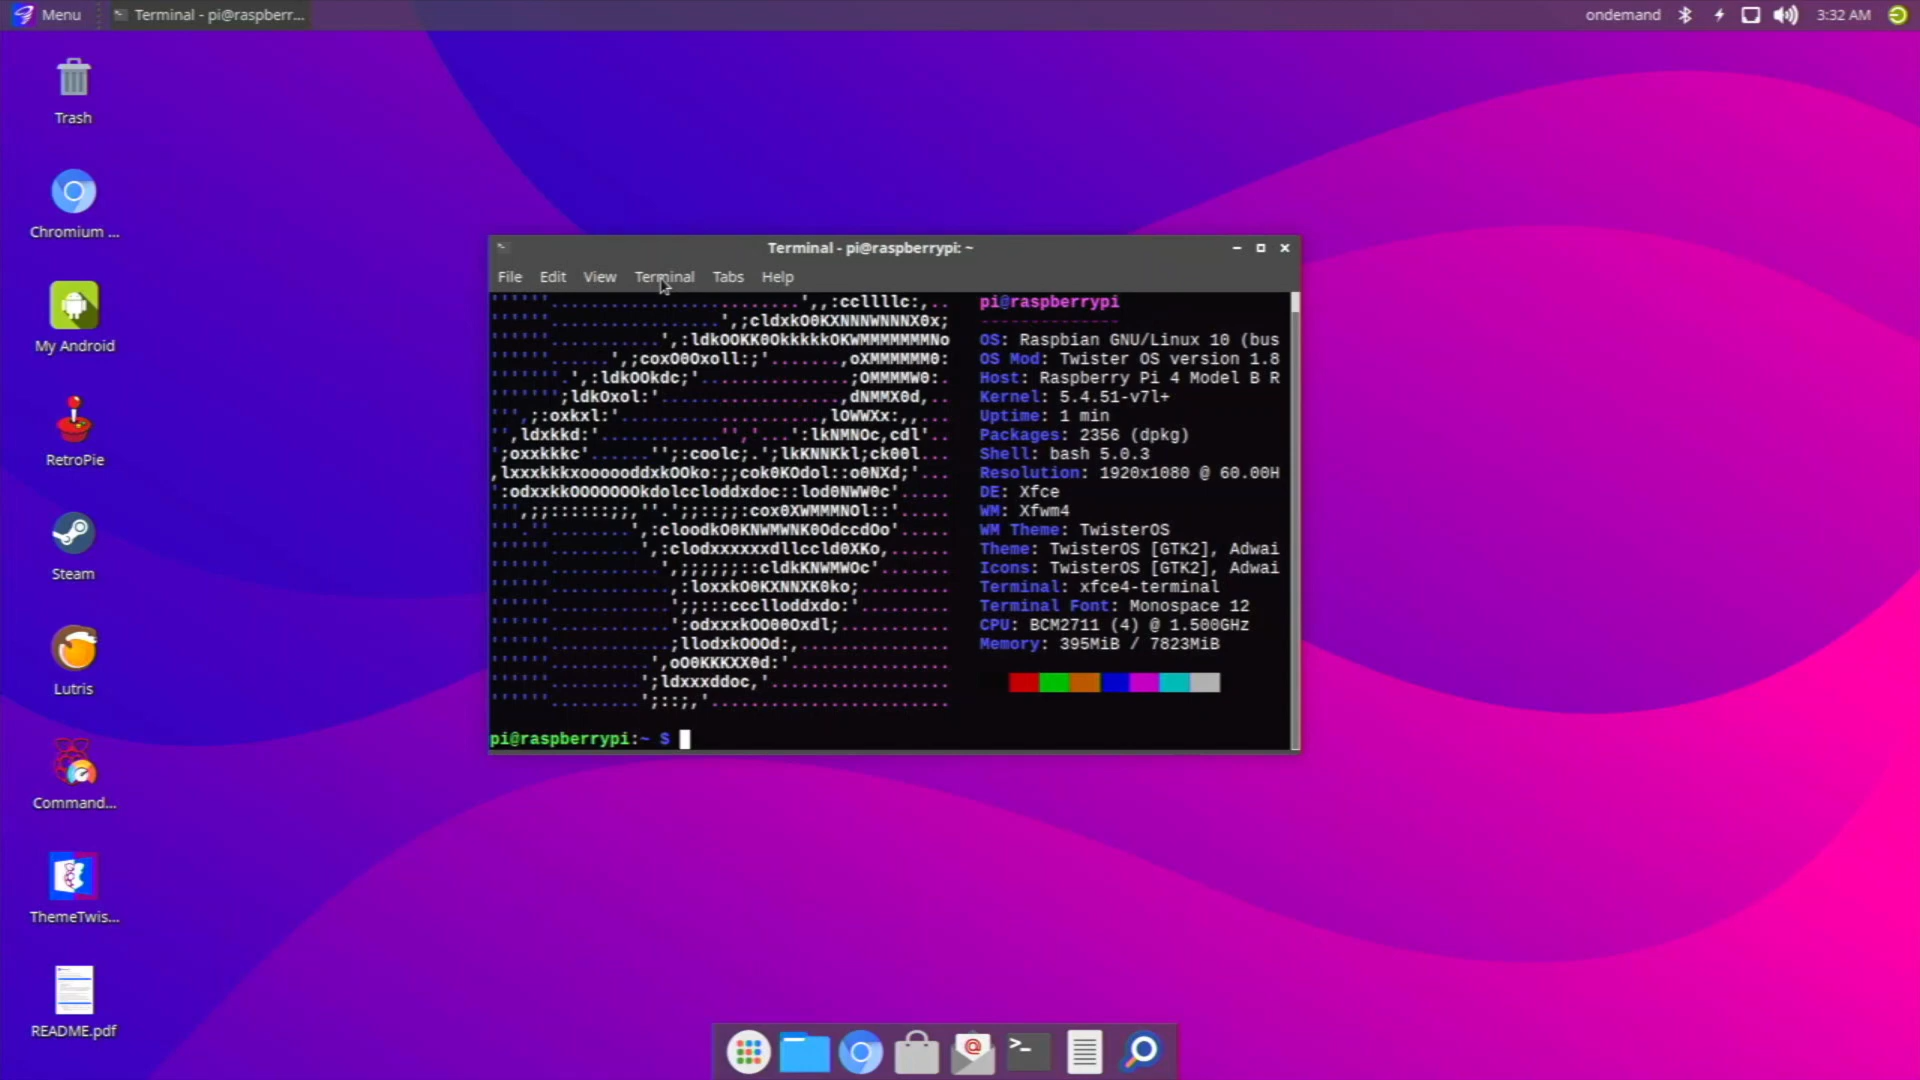 Menu
Terminal - pi@raspberr...
ondemand
3:32 AM
Trash
Chromium ...
My Android
RetroPie
Steam
Lutris
Command...
ThemeTwis...
README.pdf
Terminal - pi@raspberrypi: ~
File Edit View Terminal Tabs Help
pi@raspberrypi
--------------
OS: Raspbian GNU/Linux 10 (bus
OS Mod: Twister OS version 1.8
Host: Raspberry Pi 4 Model B R
Kernel: 5.4.51-v7l+
Uptime: 1 min
Packages: 2356 (dpkg)
Shell: bash 5.0.3
Resolution: 1920x1080 @ 60.00H
DE: Xfce
WM: Xfwm4
WM Theme: TwisterOS
Theme: TwisterOS [GTK2], Adwai
Icons: TwisterOS [GTK2], Adwai
Terminal: xfce4-terminal
Terminal Font: Monospace 12
CPU: BCM2711 (4) @ 1.500GHz
Memory: 395MiB / 7823MiB
pi@raspberrypi:~ $